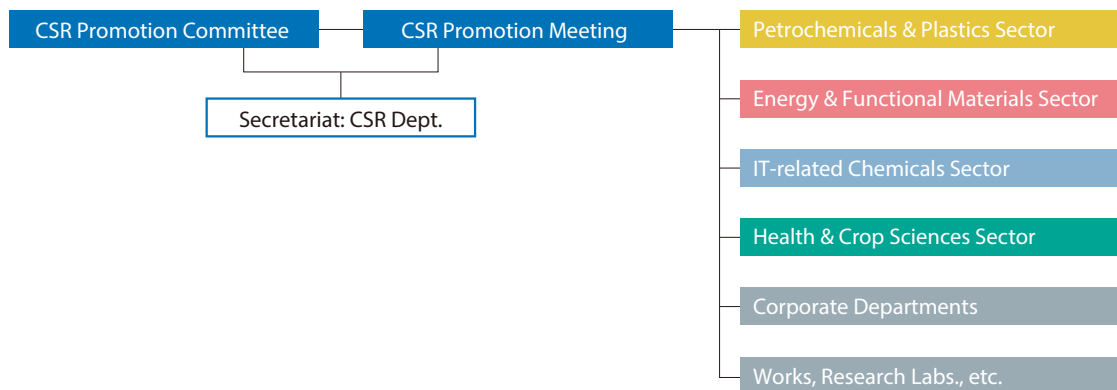 CSR Promotion Committee
CSR Promotion Meeting
Secretariat: CSR Dept.
Petrochemicals & Plastics Sector
Energy & Functional Materials Sector
IT-related Chemicals Sector
Health & Crop Sciences Sector
Corporate Departments
Works, Research Labs., etc.